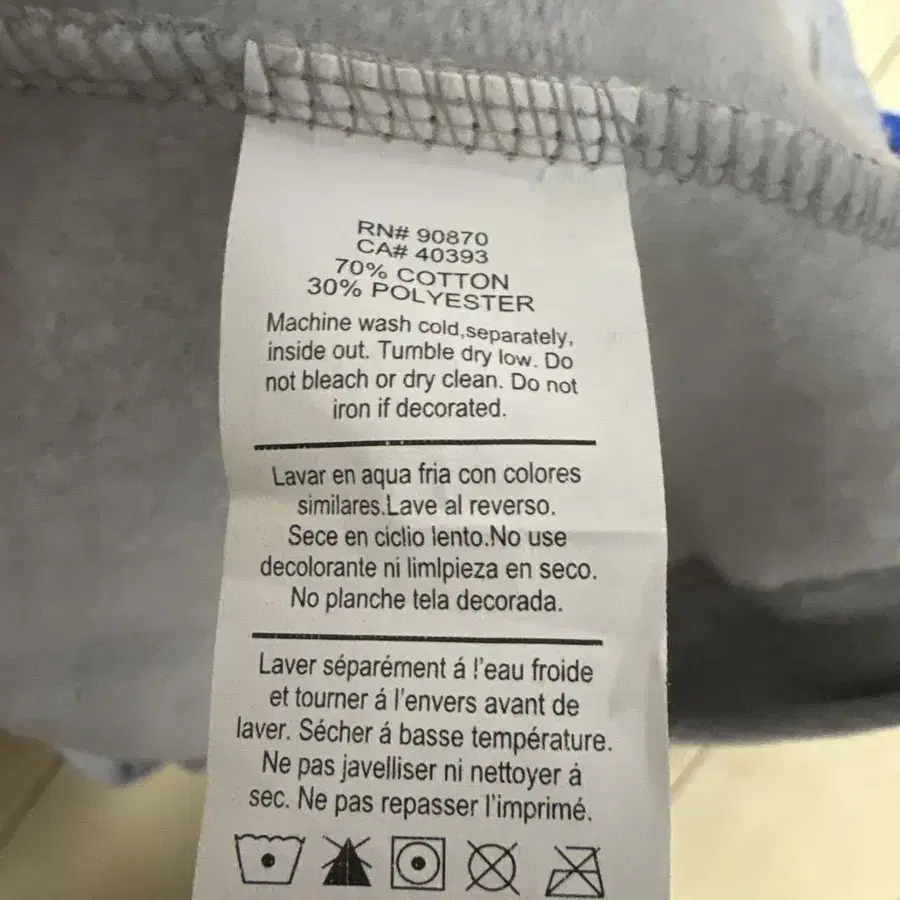 RN# 90870
CA# 40393
70% COTTON
30% POLYESTER
Machine wash cold,separately,
inside out. Tumble dry low. Do
not bleach or dry clean. Do not
iron if decorated.
Lavar en aqua fria con colores
similares.Lave al reverso.
Sece en ciclio lento.No use
decolorante ni limlpieza en seco.
No planche tela decorada.
Laver séparément á l'eau froide
et tourner á l'envers avant de
laver. Sécher á basse température.
Ne pas javelliser ni nettoyer á
sec. Ne pas repasser l'imprimé.